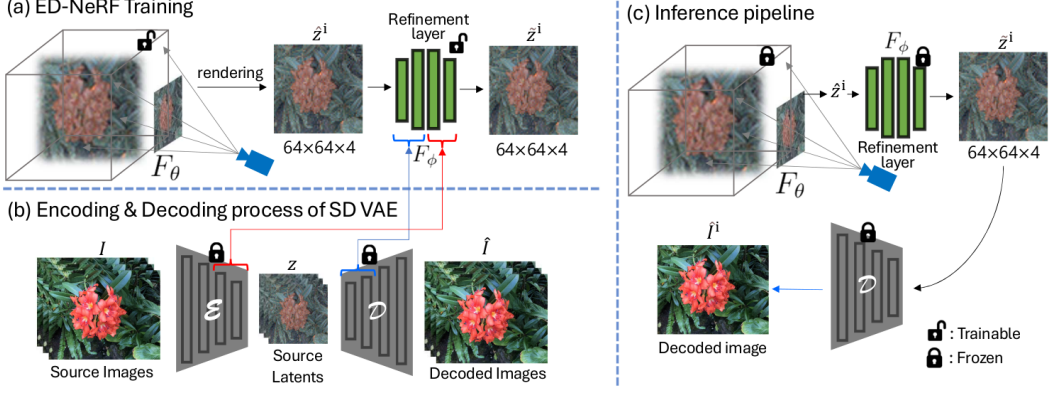 (a) ED-NeRF Training
rendering
ẑⁱ
64×64×4
Refinement
layer
F_ϕ
z̃ⁱ
64×64×4
F_θ
(b) Encoding & Decoding process of SD VAE
I
ℰ
Source Images
z
Source
Latents
𝒟
Î
Decoded Images
(c) Inference pipeline
F_θ
ẑⁱ
F_ϕ
Refinement
layer
z̃ⁱ
64×64×4
Îⁱ
Decoded image
𝒟
: Trainable
: Frozen